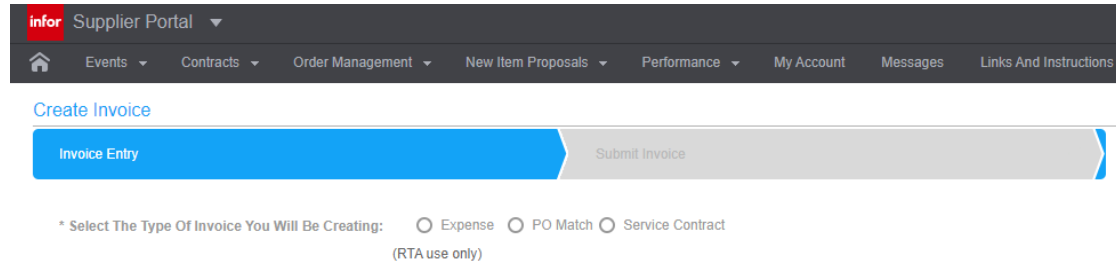 infor Supplier Portal
Events Contracts Order Management New Item Proposals Performance My Account Messages Links And Instructions
Create Invoice
Invoice Entry Submit Invoice
* Select The Type Of Invoice You Will Be Creating: Expense PO Match Service Contract
(RTA use only)